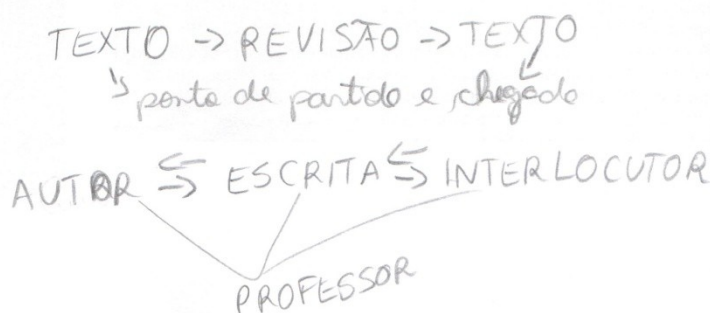 TEXTO → REVISÃO → TEXTO
↳ ponto de partida e chegada
AUTOR ⇆ ESCRITA ⇆ INTERLOCUTOR
PROFESSOR